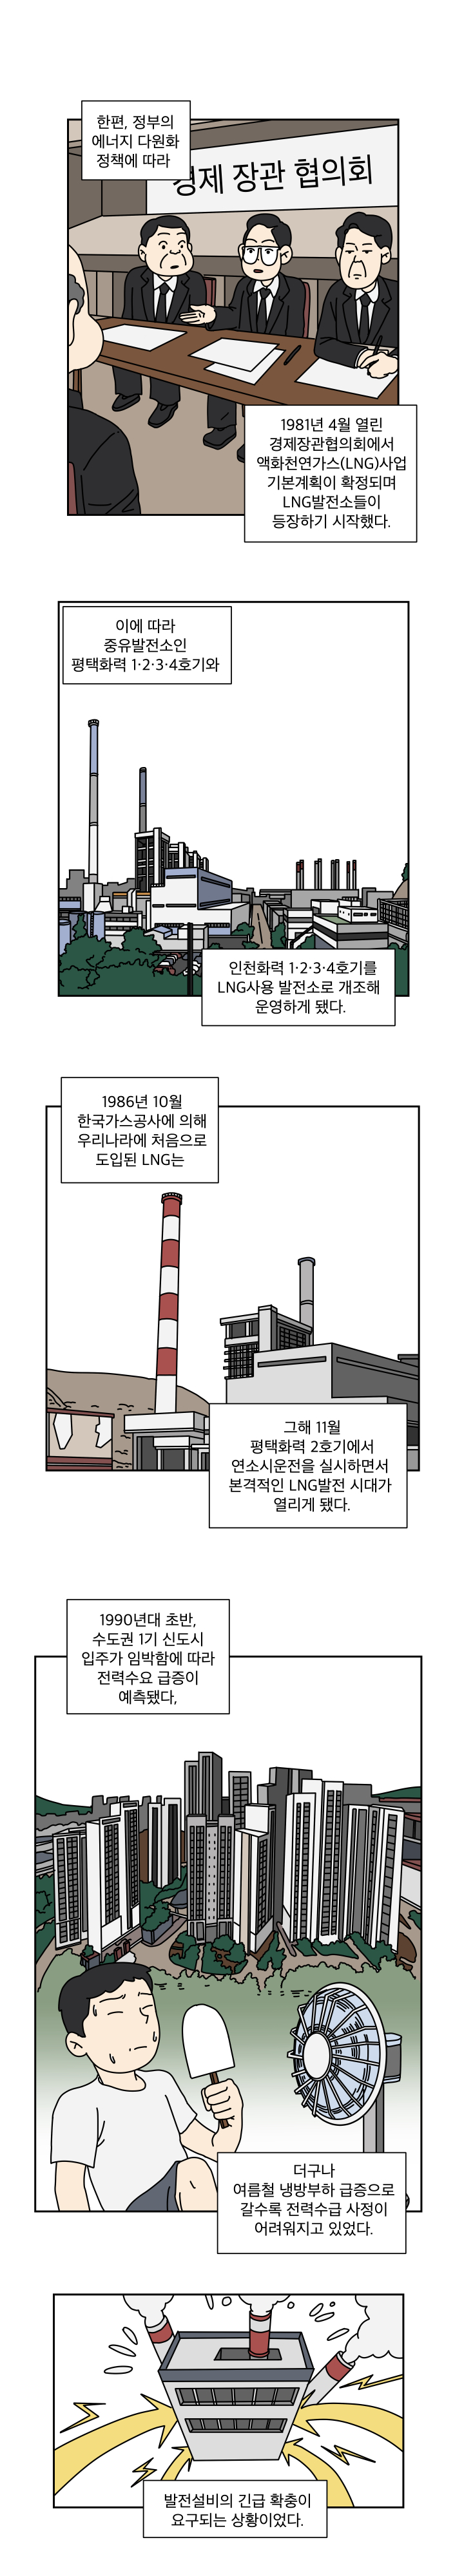 한편, 정부의
에너지 다원화
정책에 따라
경제 장관 협의회
1981년 4월 열린
경제장관협의회에서
액화천연가스(LNG)사업
기본계획이 확정되며
LNG발전소들이
등장하기 시작했다.
이에 따라
중유발전소인
평택화력 1·2·3·4호기와
인천화력 1·2·3·4호기를
LNG사용 발전소로 개조해
운영하게 됐다.
1986년 10월
한국가스공사에 의해
우리나라에 처음으로
도입된 LNG는
그해 11월
평택화력 2호기에서
연소시운전을 실시하면서
본격적인 LNG발전 시대가
열리게 됐다.
1990년대 초반,
수도권 1기 신도시
입주가 임박함에 따라
전력수요 급증이
예측됐다,
더구나
여름철 냉방부하 급증으로
갈수록 전력수급 사정이
어려워지고 있었다.
발전설비의 긴급 확충이
요구되는 상황이었다.